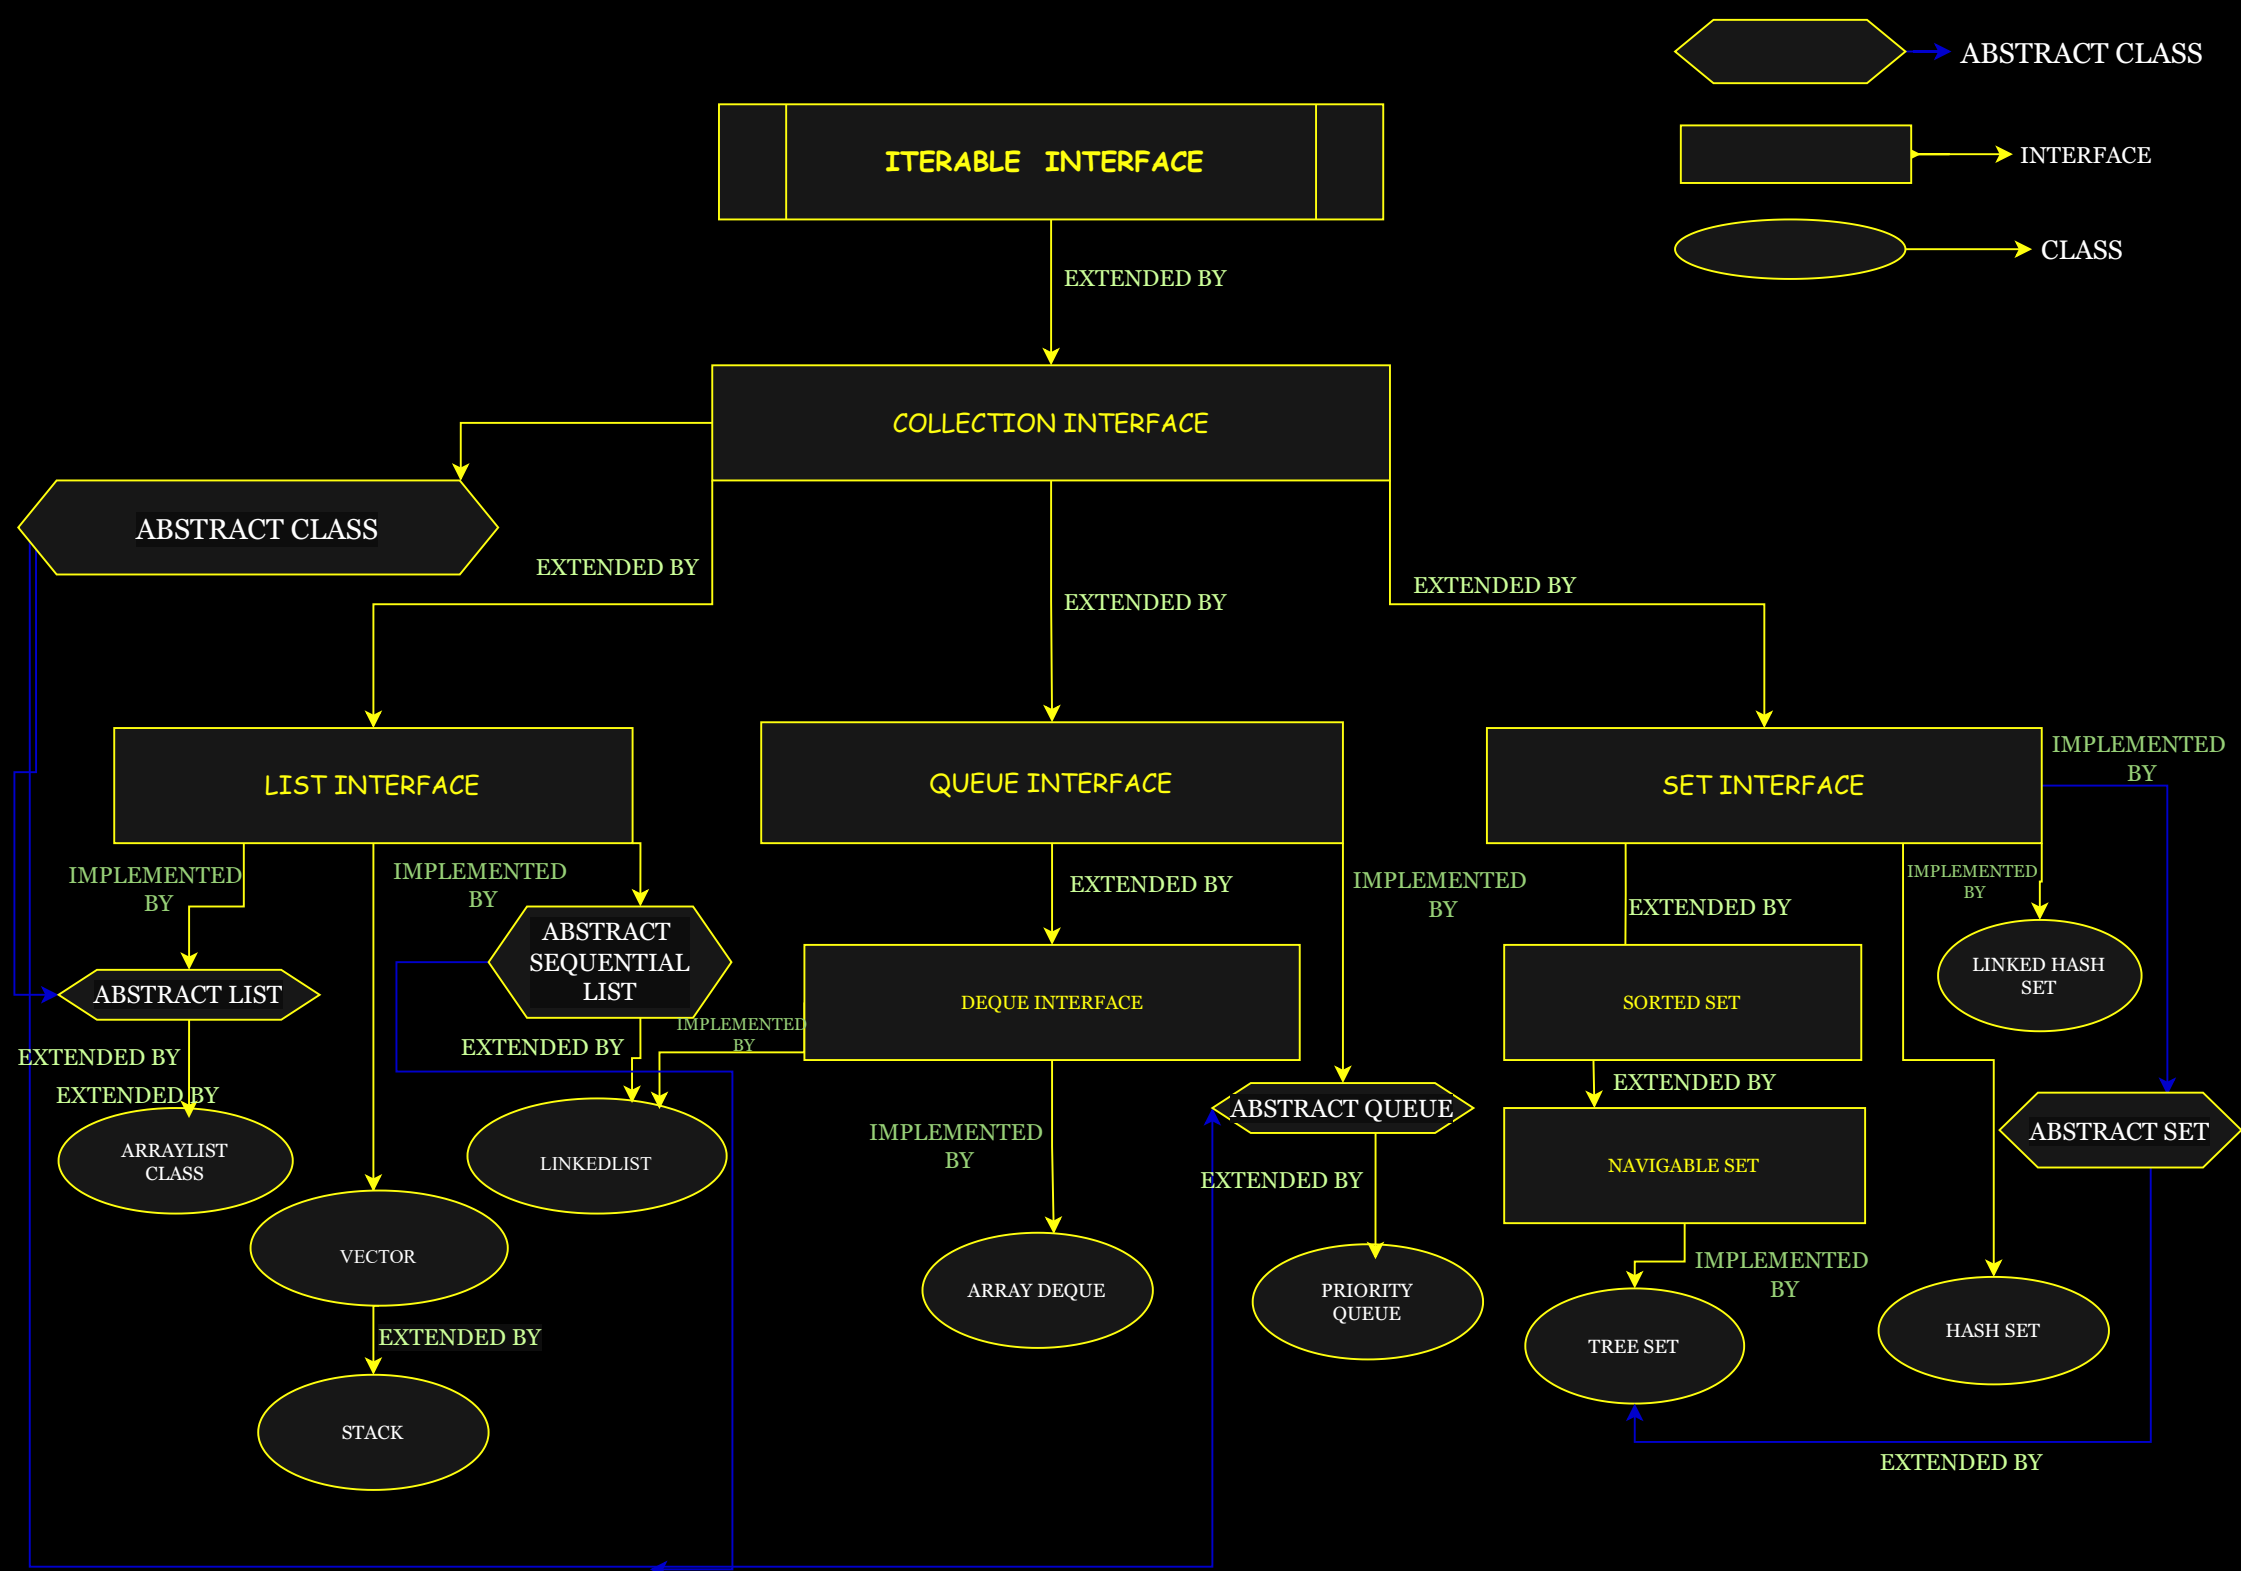 ABSTRACT CLASS
ITERABLE INTERFACE
INTERFACE
CLASS
EXTENDED BY
COLLECTION INTERFACE
ABSTRACT CLASS
EXTENDED BY
EXTENDED BY
EXTENDED BY
LIST INTERFACE
QUEUE INTERFACE
SET INTERFACE
IMPLEMENTED
BY
IMPLEMENTED
BY
IMPLEMENTED
BY
EXTENDED BY
IMPLEMENTED
BY
EXTENDED BY
IMPLEMENTED
BY
ABSTRACT
SEQUENTIAL
LIST
ABSTRACT LIST
DEQUE INTERFACE
SORTED SET
LINKED HASH
SET
IMPLEMENTED
BY
EXTENDED BY
EXTENDED BY
EXTENDED BY
EXTENDED BY
ABSTRACT QUEUE
ABSTRACT SET
IMPLEMENTED
BY
ARRAYLIST
CLASS
LINKEDLIST
NAVIGABLE SET
EXTENDED BY
VECTOR
IMPLEMENTED
BY
ARRAY DEQUE
PRIORITY
QUEUE
EXTENDED BY
TREE SET
HASH SET
STACK
EXTENDED BY